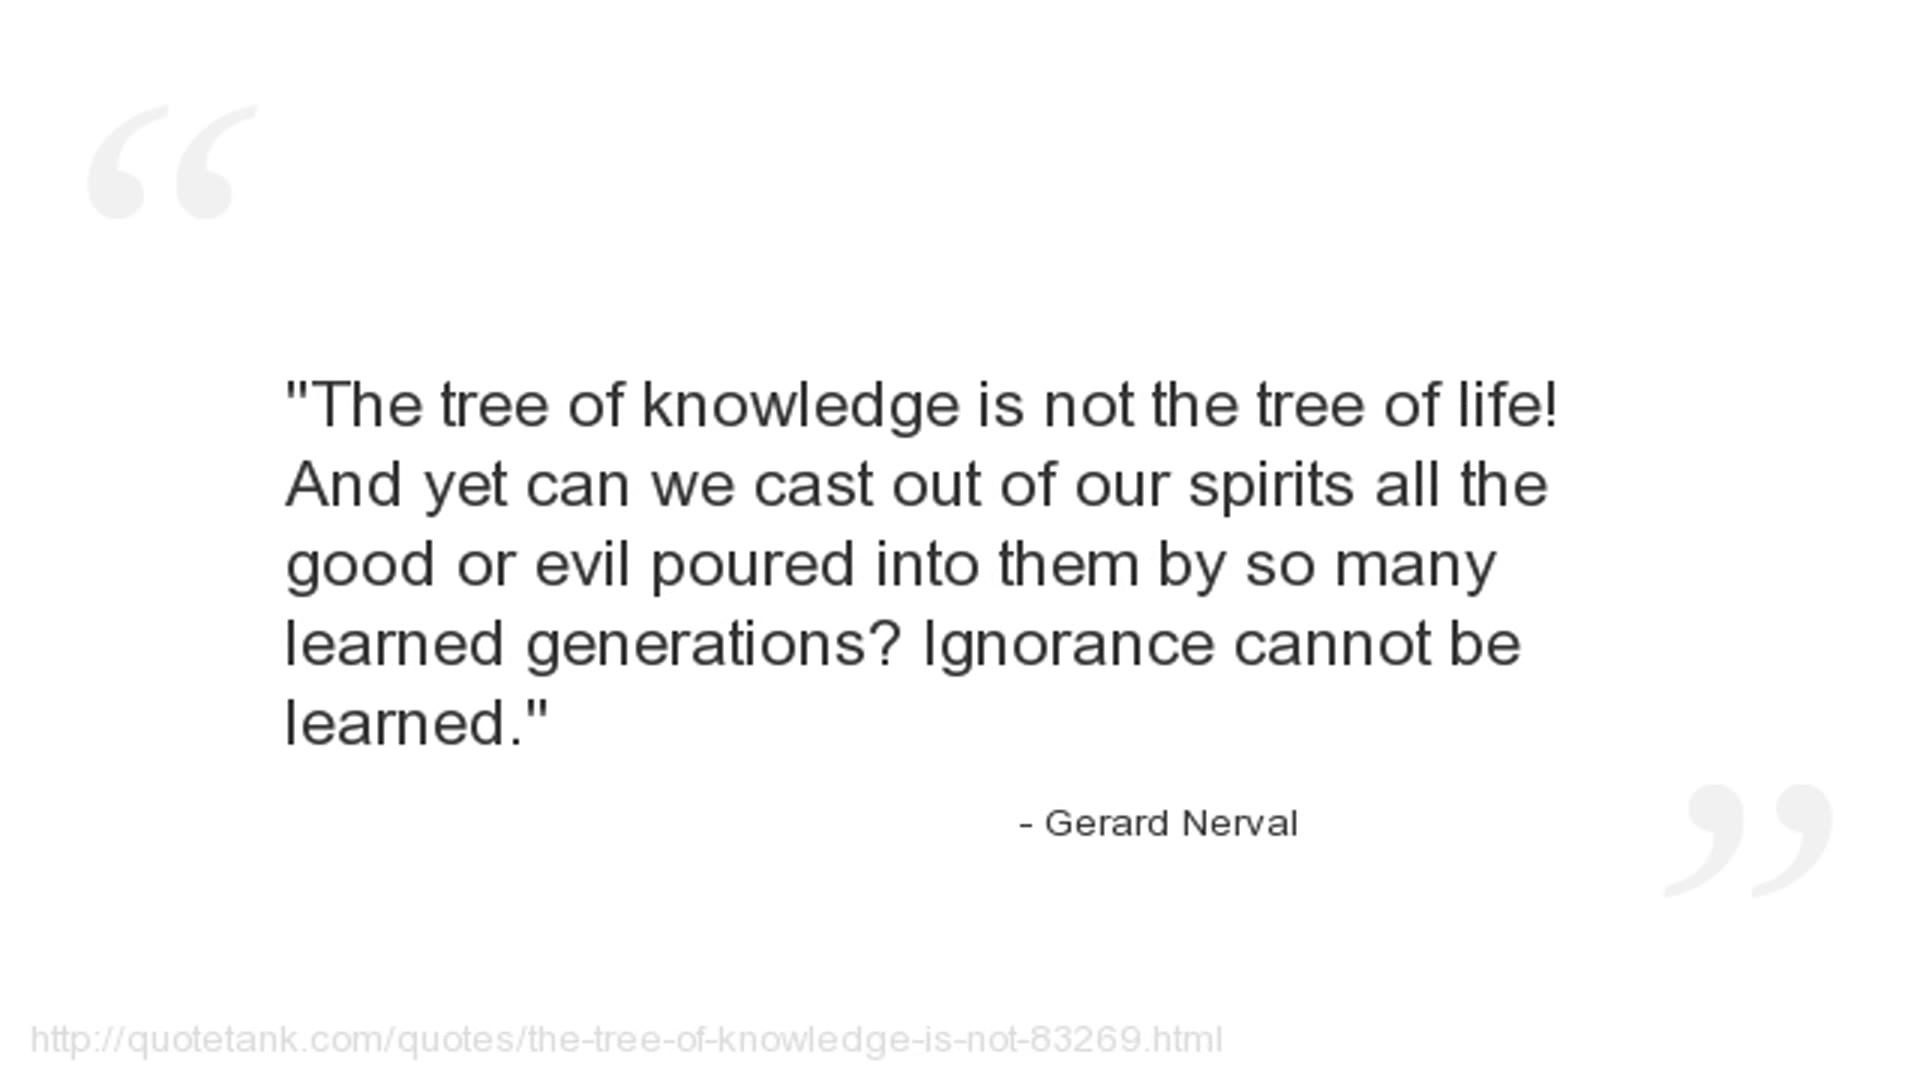 "The tree of knowledge is not the tree of life!
And yet can we cast out of our spirits all the
good or evil poured into them by so many
learned generations? Ignorance cannot be
learned."
- Gerard Nerval
http://quotetank.com/quotes/the-tree-of-knowledge-is-not-83269.html